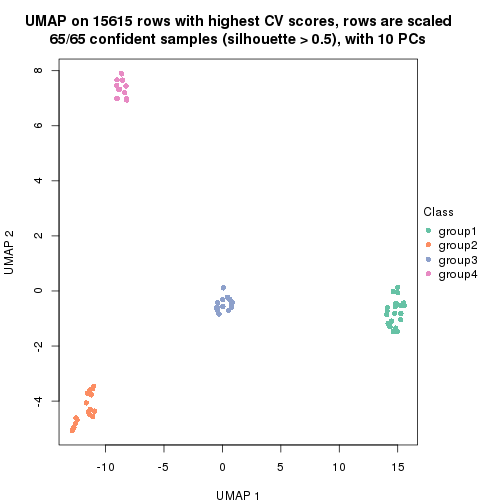 UMAP on 15615 rows with highest CV scores, rows are scaled
65/65 confident samples (silhouette > 0.5), with 10 PCs
8
6
4
2
0
-2
-4
UMAP 2
-10
-5
0
5
10
15
UMAP 1
Class
group1
group2
group3
group4